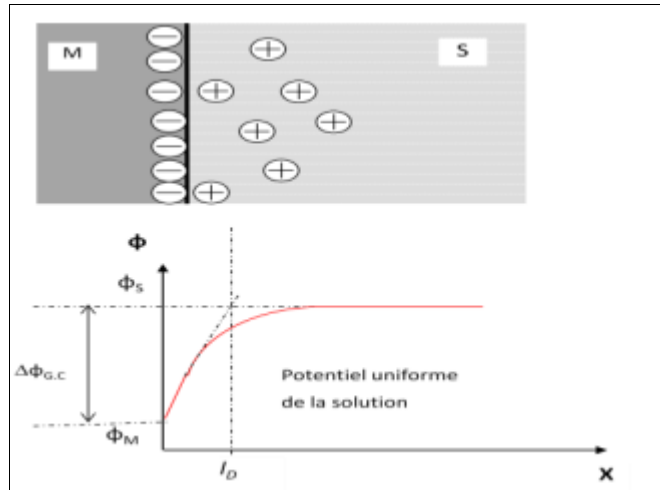 M
S
Φ
ϕS
ΔϕG.C
Potentiel uniforme
de la solution
ϕM
lD
X